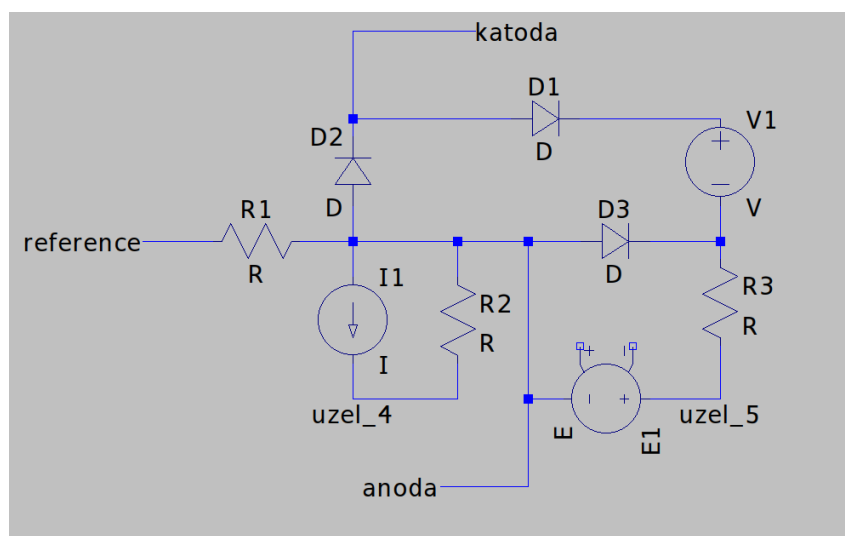 katoda
D1
D
V1
V
D2
D
R1
R
reference
D3
D
I1
I
R2
R
R3
R
uzel_4
E
E1
uzel_5
anoda